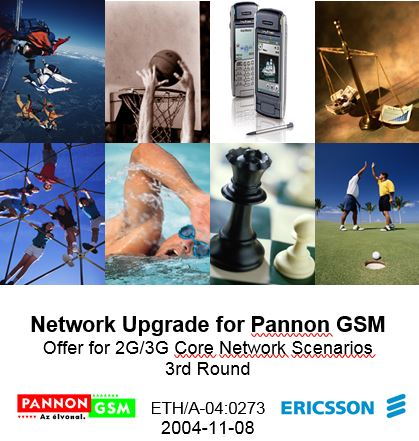 Network Upgrade for Pannon GSM
Offer for 2G/3G Core Network Scenarios
3rd Round
PANNON GSM
Az élvonal.
ETH/A-04:0273
ERICSSON
2004-11-08